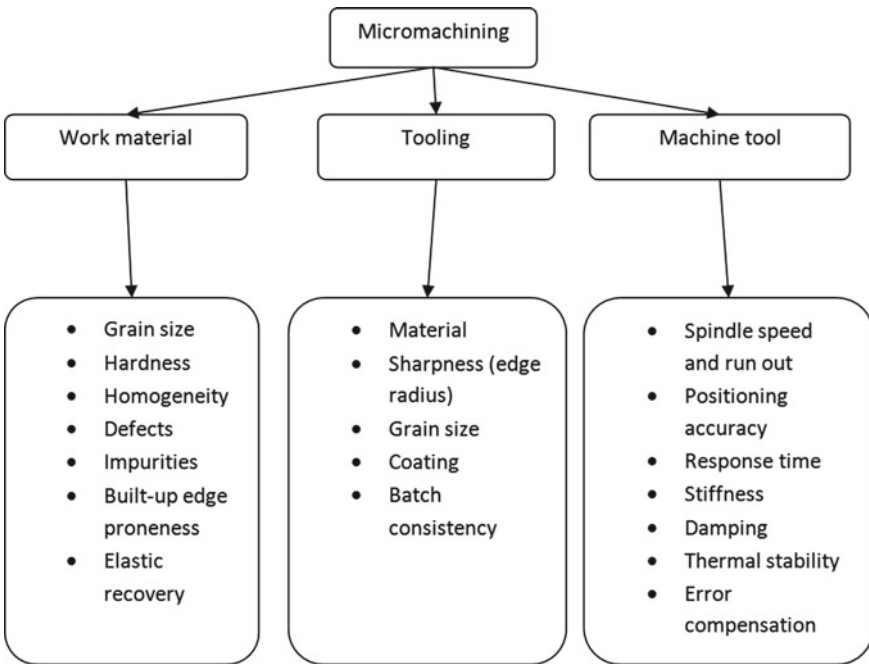 Micromachining
Work material
Tooling
Machine tool
• Grain size
• Hardness
• Homogeneity
• Defects
• Impurities
• Built-up edge
proneness
• Elastic
recovery
• Material
• Sharpness (edge
radius)
• Grain size
• Coating
• Batch
consistency
• Spindle speed
and run out
• Positioning
accuracy
• Response time
• Stiffness
• Damping
• Thermal stability
• Error
compensation